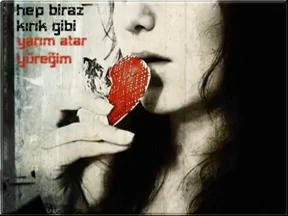 hep biraz
kırık gibi
yarım atar
yüreğim